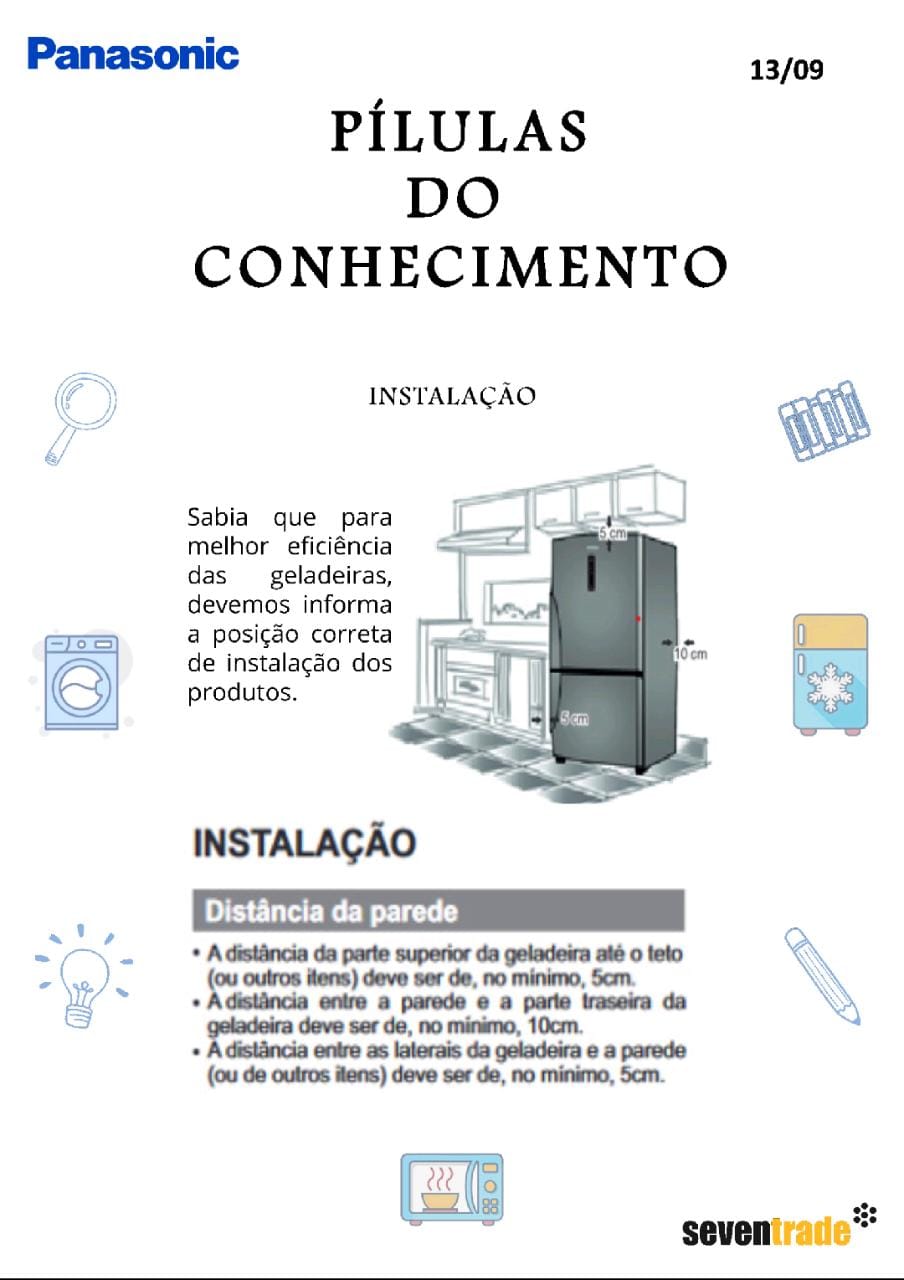 Panasonic
13/09
PÍLULAS
DO
CONHECIMENTO
INSTALAÇÃO
Sabia que para
melhor eficiência
das geladeiras,
devemos informa
a posição correta
de instalação dos
produtos.
5 cm
10 cm
5 cm
INSTALAÇÃO
Distância da parede
• A distância da parte superior da geladeira até o teto
(ou outros itens) deve ser de, no mínimo, 5cm.
• A distância entre a parede e a parte traseira da
geladeira deve ser de, no mínimo, 10cm.
• A distância entre as laterais da geladeira e a parede
(ou de outros itens) deve ser de, no mínimo, 5cm.
seventrade